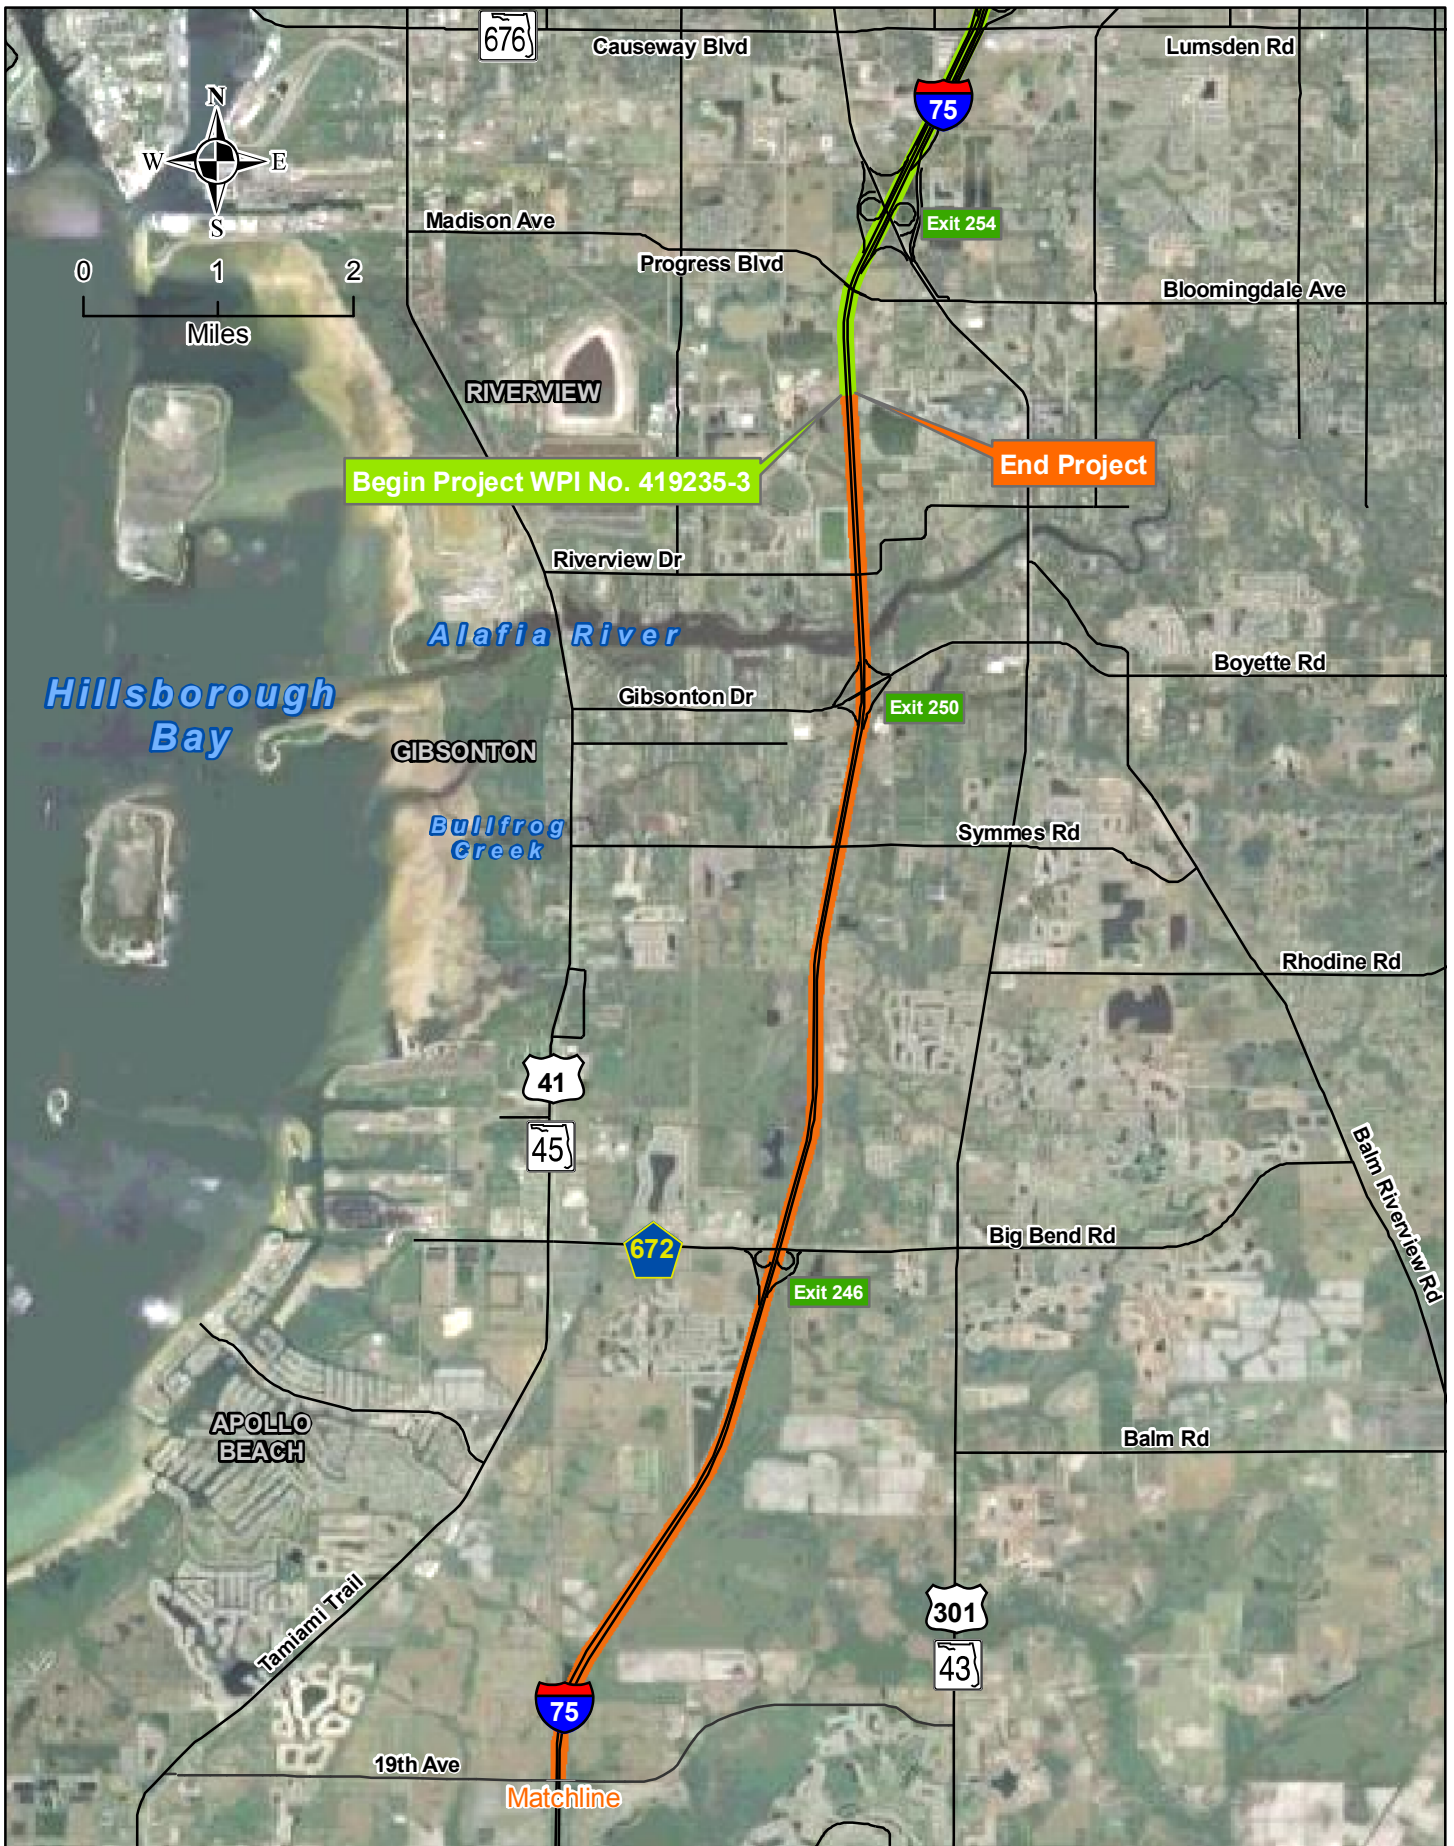 676
Causeway Blvd
Lumsden Rd
75
N
W
E
S
Exit 254
Madison Ave
Progress Blvd
0
1
2
Miles
Bloomingdale Ave
RIVERVIEW
Begin Project WPI No. 419235-3
End Project
Riverview Dr
Alafia River
Boyette Rd
Hillsborough
Bay
Gibsonton Dr
Exit 250
GIBSONTON
Bullfrog
Creek
Symmes Rd
Rhodine Rd
41
45
Balm Riverview Rd
672
Big Bend Rd
Exit 246
APOLLO
BEACH
Balm Rd
301
43
Tamiami Trail
75
19th Ave
Matchline